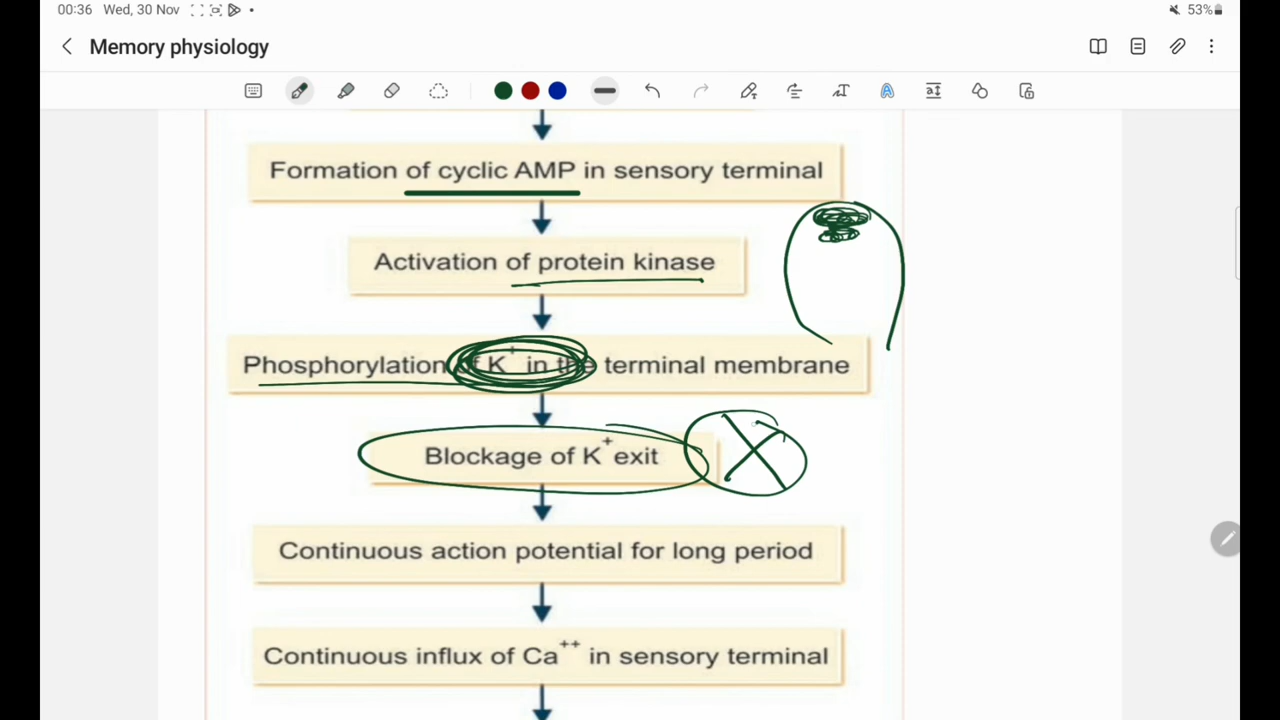 00:36 Wed, 30 Nov 53%
Memory physiology
Formation of cyclic AMP in sensory terminal
Activation of protein kinase
Phosphorylation of K+ in the terminal membrane
Blockage of K+ exit
Continuous action potential for long period
Continuous influx of Ca++ in sensory terminal